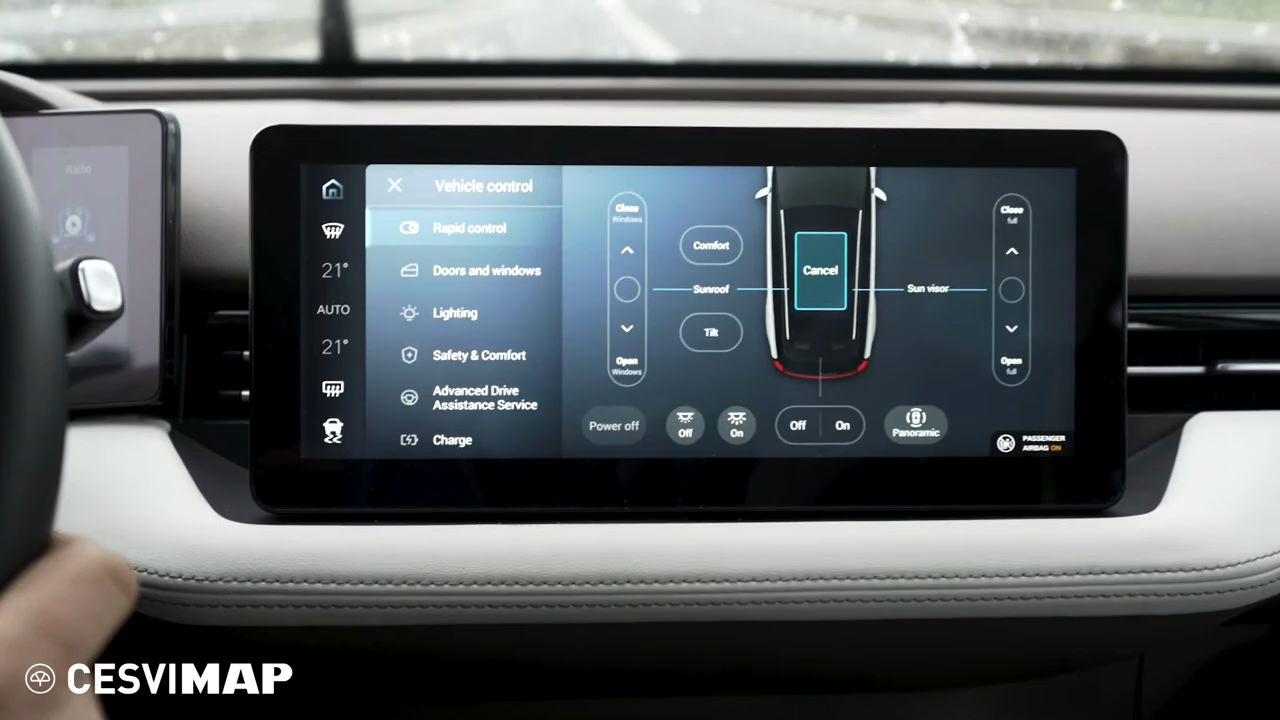 Radio
21°
AUTO
21°
Vehicle control
Rapid control
Doors and windows
Lighting
Safety & Comfort
Advanced Drive
Assistance Service
Charge
Close
Windows
Open
Windows
Comfort
Sunroof
Tilt
Cancel
Sun visor
Close
full
Open
full
Power off
Off
On
Off
On
Panoramic
PASSENGER
AIRBAG ON
CESVIMAP